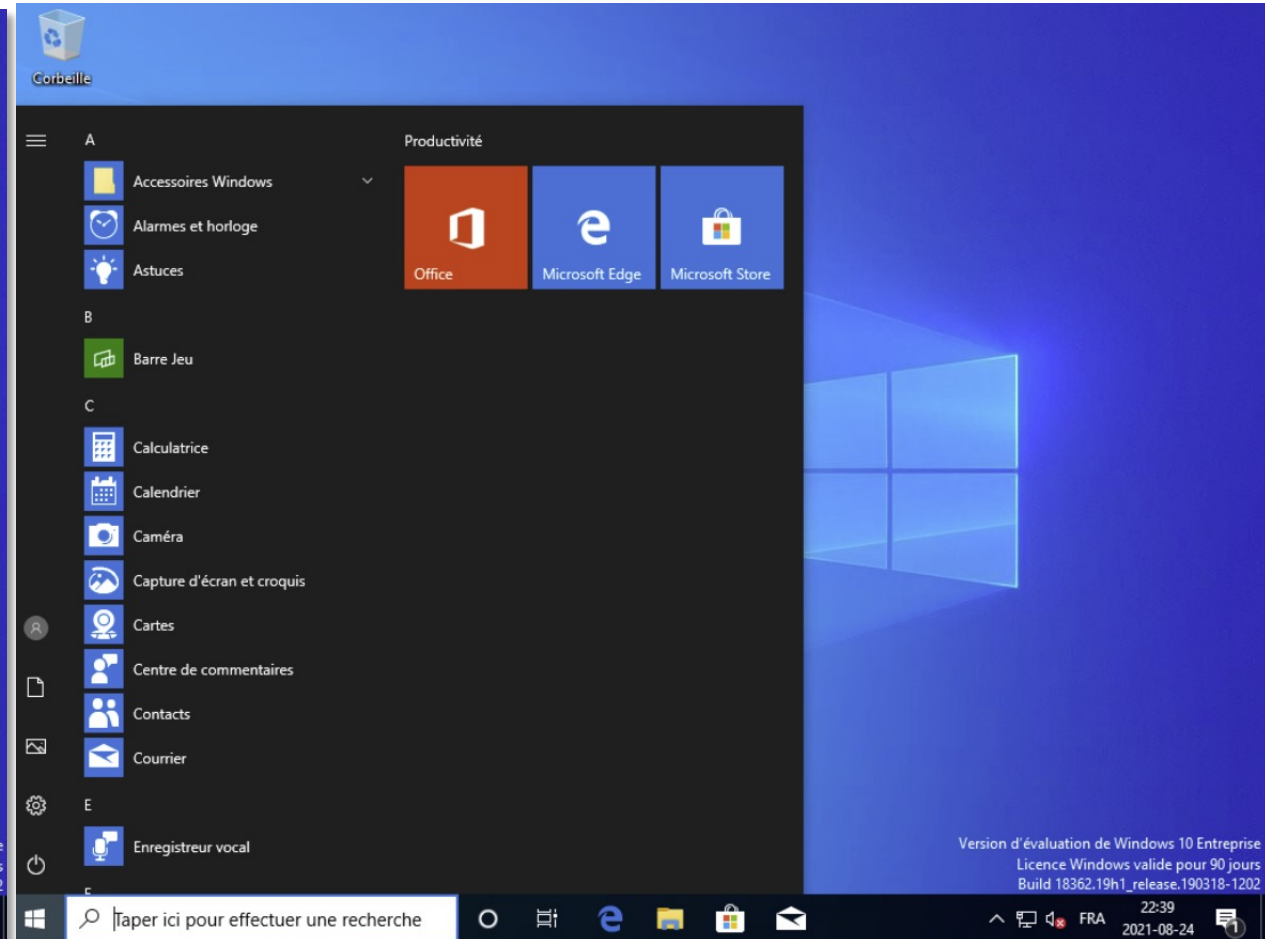 Corbeille
A
Productivité
Accessoires Windows
Alarmes et horloge
Astuces
Office
Microsoft Edge
Microsoft Store
B
Barre Jeu
C
Calculatrice
Calendrier
Caméra
Capture d'écran et croquis
Cartes
Centre de commentaires
Contacts
Courrier
E
Enregistreur vocal
Version d'évaluation de Windows 10 Entreprise
Licence Windows valide pour 90 jours
Build 18362.19h1_release.190318-1202
Taper ici pour effectuer une recherche
FRA
22:39
2021-08-24
1